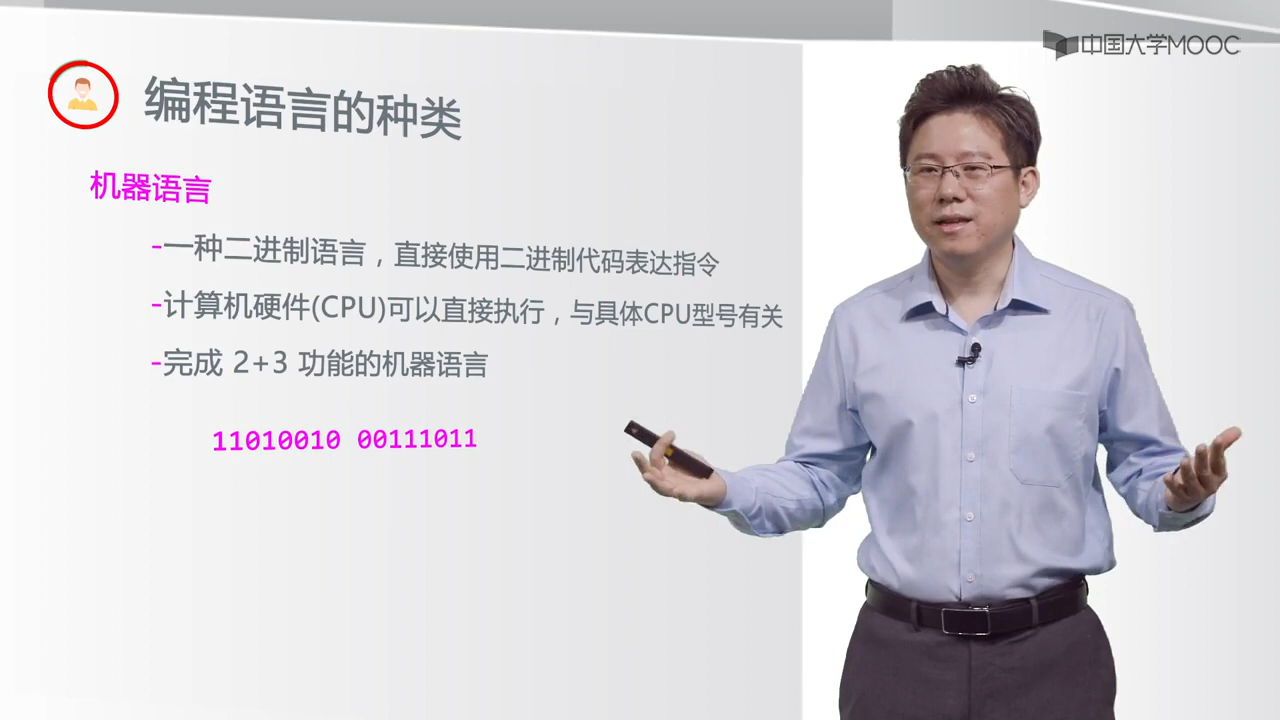 中国大学MOOC
编程语言的种类
机器语言
-一种二进制语言，直接使用二进制代码表达指令
-计算机硬件(CPU)可以直接执行，与具体CPU型号有关
-完成 2+3 功能的机器语言
11010010 00111011